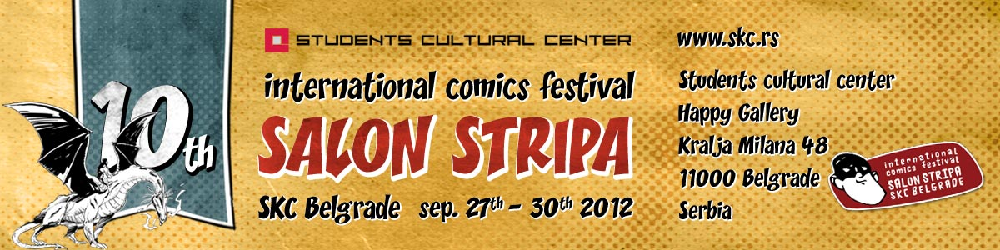 10th
STUDENTS CULTURAL CENTER
international comics festival
SALON STRIPA
SKC Belgrade sep. 27th - 30th 2012
www.skc.rs
Students cultural center
Happy Gallery
Kralja Milana 48
11000 Belgrade
Serbia
international
comics festival
SALON STRIPA
SKC BELGRADE